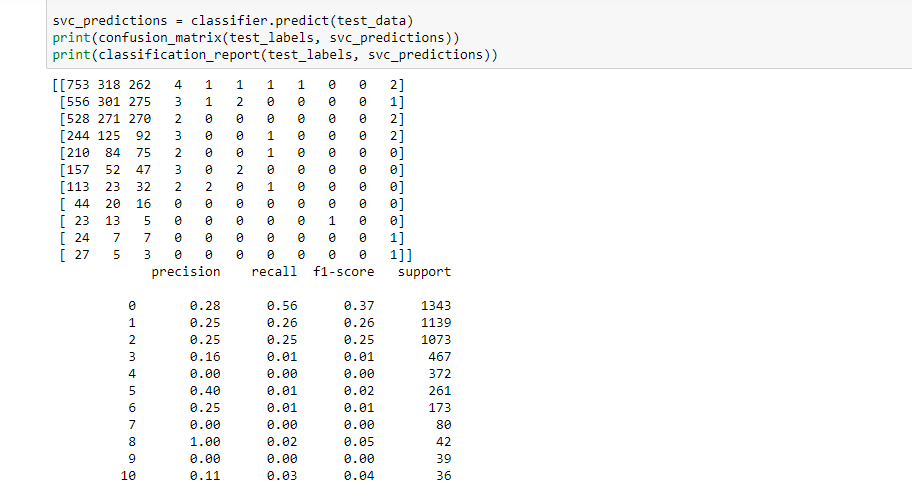 svc_predictions = classifier.predict(test_data)
print(confusion_matrix(test_labels, svc_predictions))
print(classification_report(test_labels, svc_predictions))
[[753 318 262   4   1   1   1   1   0   0   2]
 [556 301 275   3   1   2   0   0   0   0   1]
 [528 271 270   2   0   0   0   0   0   0   2]
 [244 125  92   3   0   0   1   0   0   0   2]
 [210  84  75   2   0   0   1   0   0   0   0]
 [157  52  47   3   0   2   0   0   0   0   0]
 [113  23  32   2   2   0   1   0   0   0   0]
 [ 44  20  16   0   0   0   0   0   0   0   0]
 [ 23  13   5   0   0   0   0   0   1   0   0]
 [ 24   7   7   0   0   0   0   0   0   0   1]
 [ 27   5   3   0   0   0   0   0   0   0   1]]
             precision    recall  f1-score   support
          0       0.28      0.56      0.37      1343
          1       0.25      0.26      0.26      1139
          2       0.25      0.25      0.25      1073
          3       0.16      0.01      0.01       467
          4       0.00      0.00      0.00       372
          5       0.40      0.01      0.02       261
          6       0.25      0.01      0.01       173
          7       0.00      0.00      0.00        80
          8       1.00      0.02      0.05        42
          9       0.00      0.00      0.00        39
         10       0.11      0.03      0.04        36